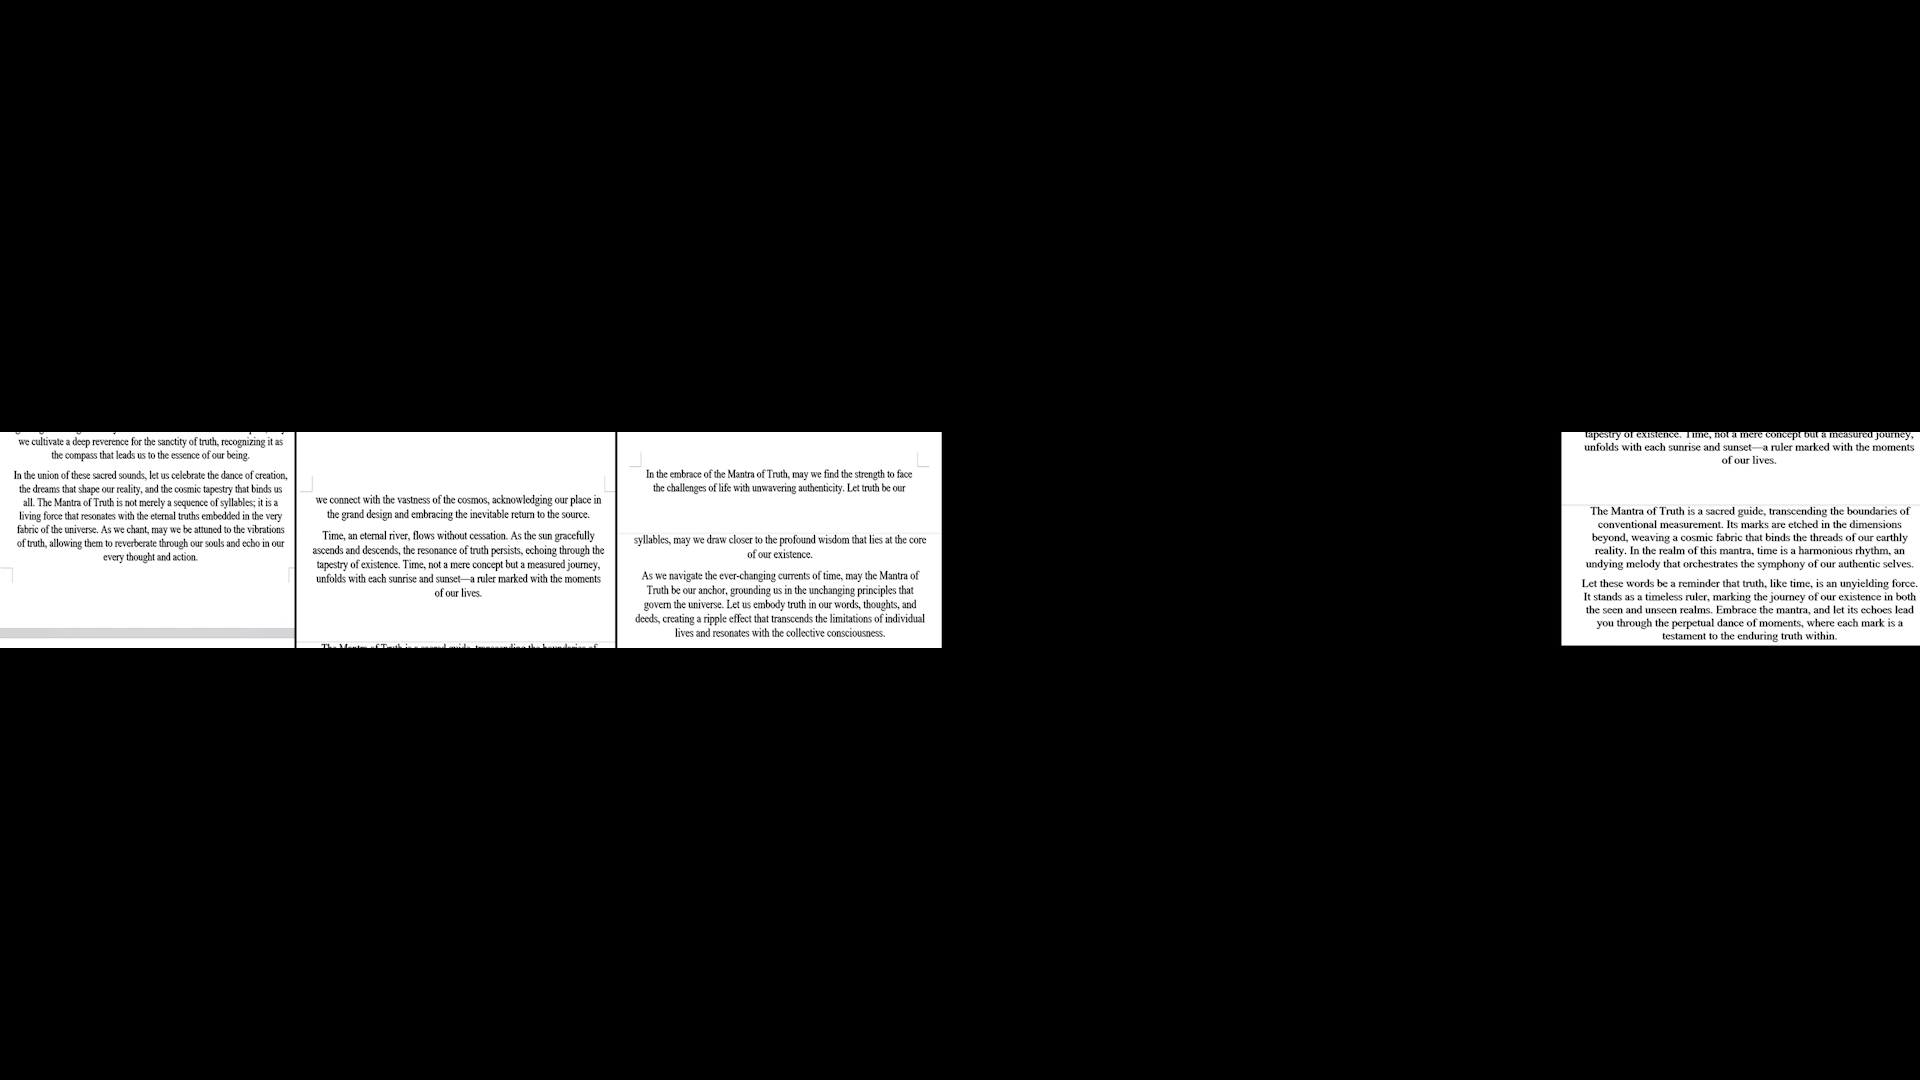 we cultivate a deep reverence for the sanctity of truth, recognizing it as
the compass that leads us to the essence of our being.
In the union of these sacred sounds, let us celebrate the dance of creation,
the dreams that shape our reality, and the cosmic tapestry that binds us
all. The Mantra of Truth is not merely a sequence of syllables; it is a
living force that resonates with the eternal truths embedded in the very
fabric of the universe. As we chant, may we be attuned to the vibrations
of truth, allowing them to reverberate through our souls and echo in our
every thought and action.
we connect with the vastness of the cosmos, acknowledging our place in
the grand design and embracing the inevitable return to the source.
Time, an eternal river, flows without cessation. As the sun gracefully
ascends and descends, the resonance of truth persists, echoing through the
tapestry of existence. Time, not a mere concept but a measured journey,
unfolds with each sunrise and sunset—a ruler marked with the moments
of our lives.
The Mantra of Truth is a sacred guide, transcending the boundaries of
In the embrace of the Mantra of Truth, may we find the strength to face
the challenges of life with unwavering authenticity. Let truth be our
syllables, may we draw closer to the profound wisdom that lies at the core
of our existence.
As we navigate the ever-changing currents of time, may the Mantra of
Truth be our anchor, grounding us in the unchanging principles that
govern the universe. Let us embody truth in our words, thoughts, and
deeds, creating a ripple effect that transcends the limitations of individual
lives and resonates with the collective consciousness.
tapestry of existence. Time, not a mere concept but a measured journey,
unfolds with each sunrise and sunset—a ruler marked with the moments
of our lives.
The Mantra of Truth is a sacred guide, transcending the boundaries of
conventional measurement. Its marks are etched in the dimensions
beyond, weaving a cosmic fabric that binds the threads of our earthly
reality. In the realm of this mantra, time is a harmonious rhythm, an
undying melody that orchestrates the symphony of our authentic selves.
Let these words be a reminder that truth, like time, is an unyielding force.
It stands as a timeless ruler, marking the journey of our existence in both
the seen and unseen realms. Embrace the mantra, and let its echoes lead
you through the perpetual dance of moments, where each mark is a
testament to the enduring truth within.